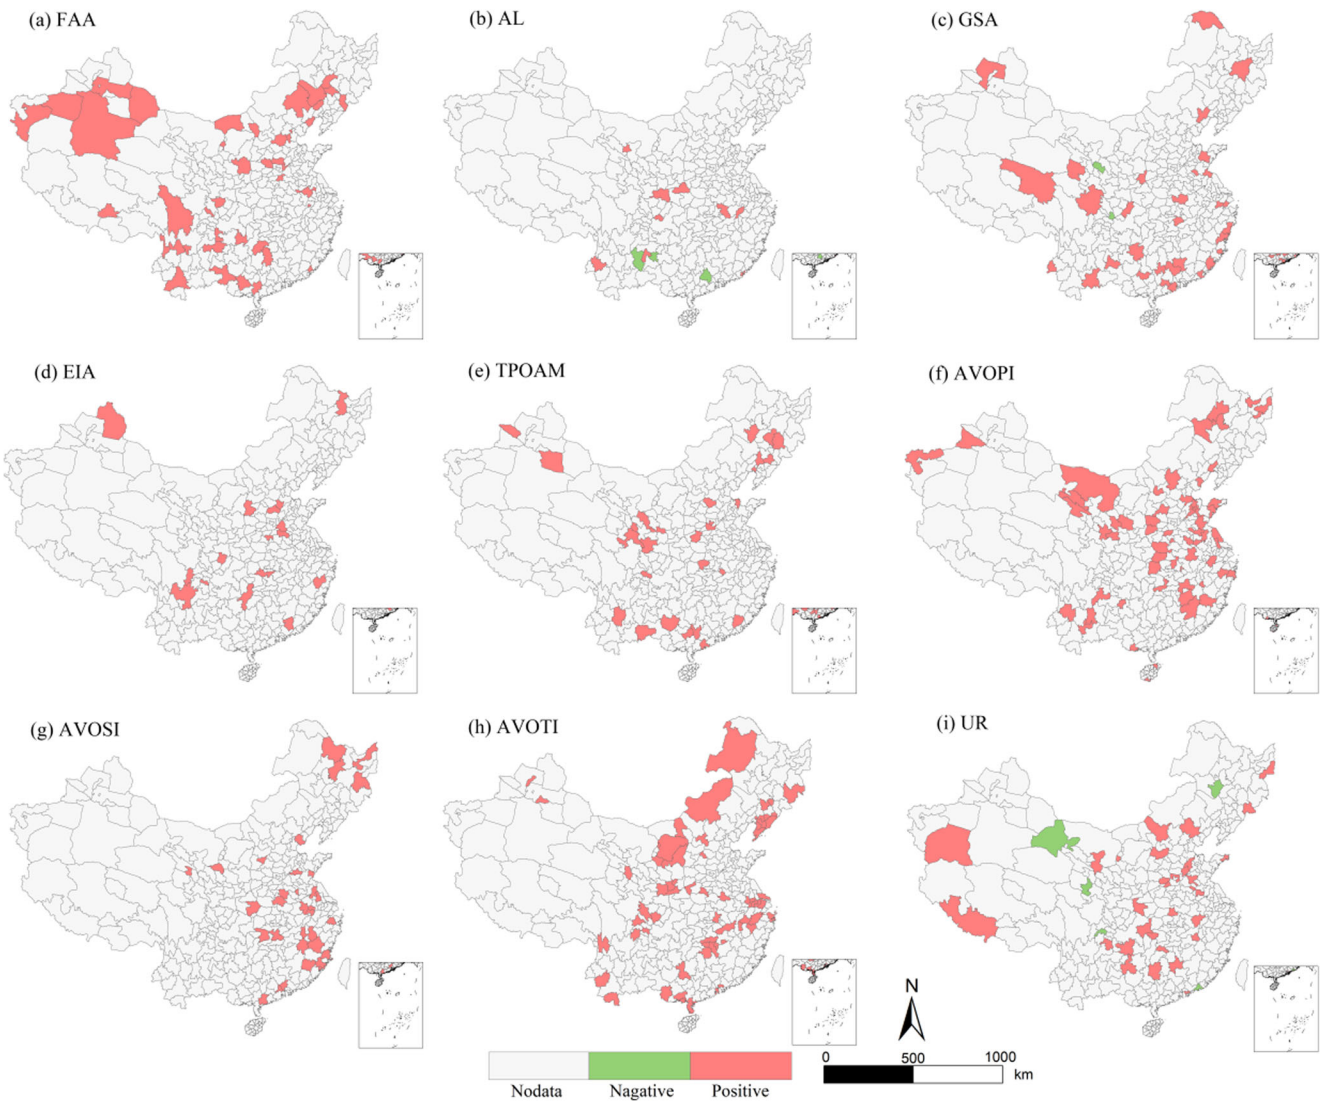 (a) FAA
(b) AL
(c) GSA
(d) EIA
(e) TPOAM
(f) AVOPI
(g) AVOSI
(h) AVOTI
(i) UR
N
0 500 1000
km
Nodata Nagative Positive